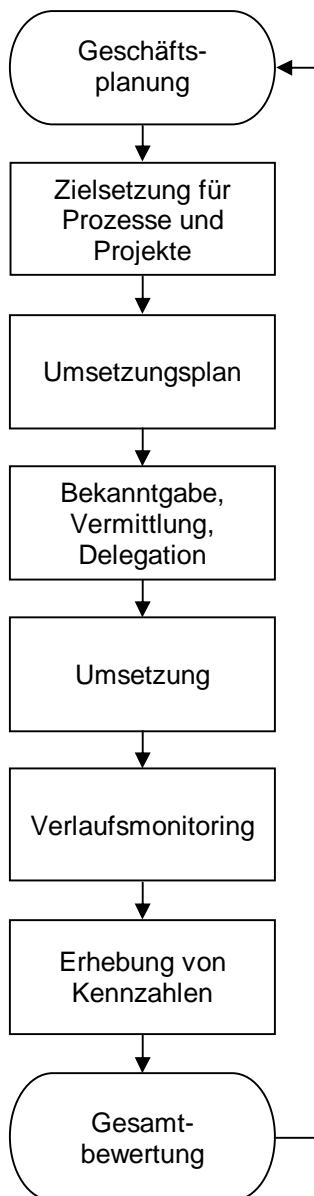 Geschäfts-
planung
Zielsetzung für
Prozesse und
Projekte
Umsetzungsplan
Bekanntgabe,
Vermittlung,
Delegation
Umsetzung
Verlaufsmonitoring
Erhebung von
Kennzahlen
Gesamt-
bewertung